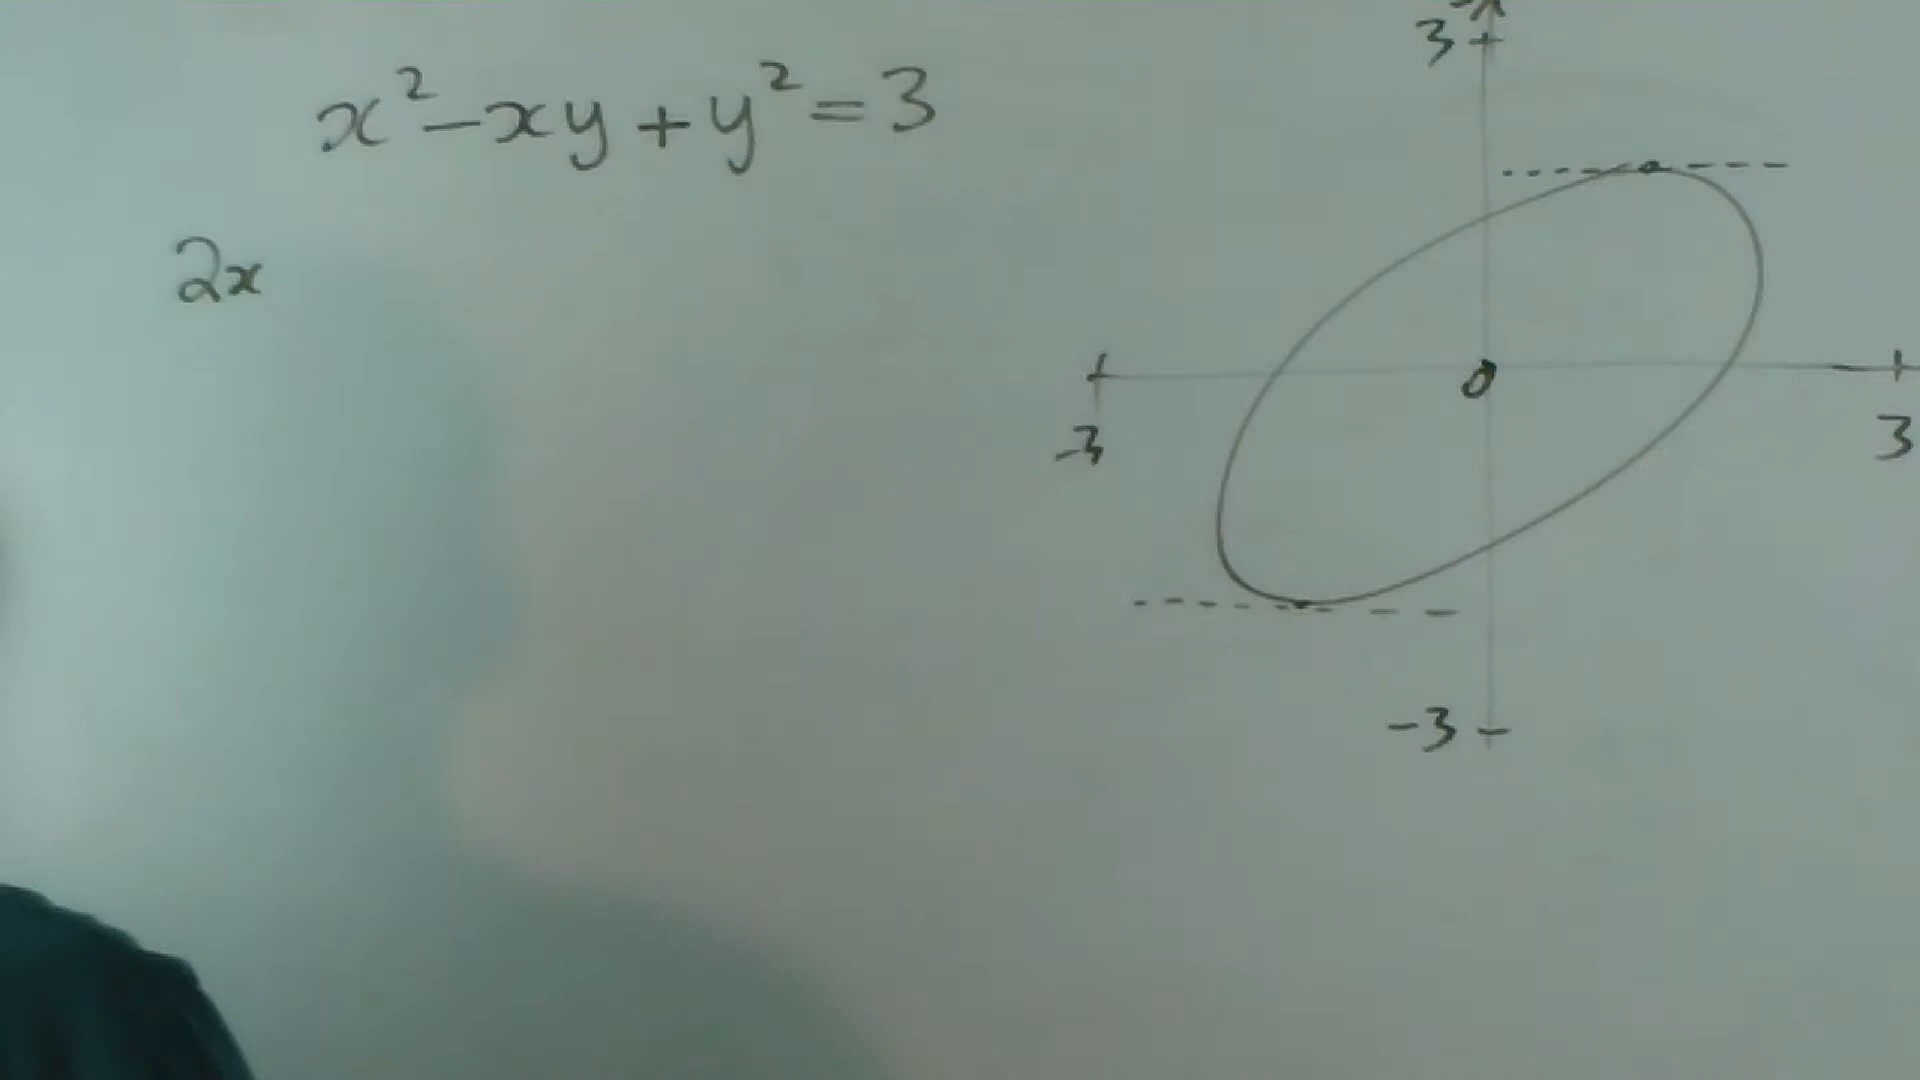 x² - xy + y² = 3
2x
3
0
-3
3
-3